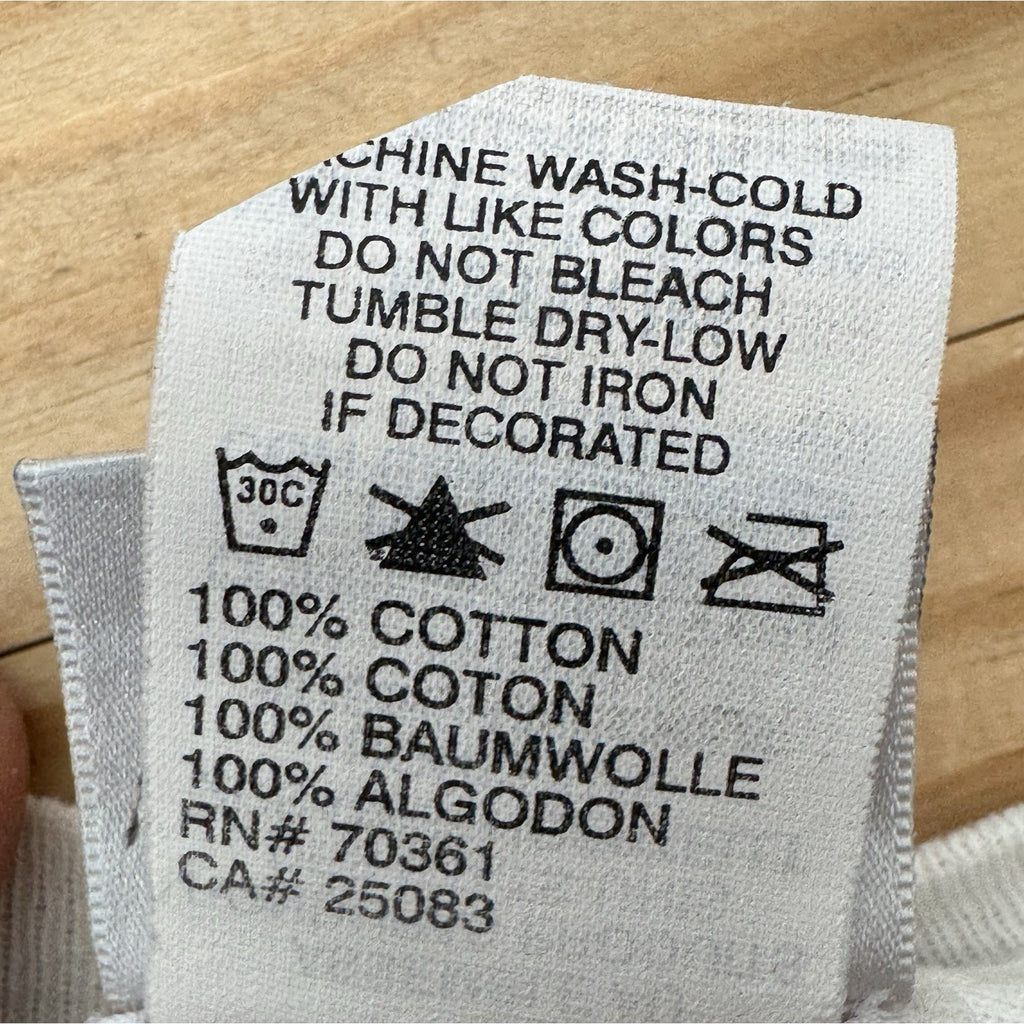 MACHINE WASH-COLD
WITH LIKE COLORS
DO NOT BLEACH
TUMBLE DRY-LOW
DO NOT IRON
IF DECORATED
30C
100% COTTON
100% COTON
100% BAUMWOLLE
100% ALGODON
RN# 70361
CA# 25083